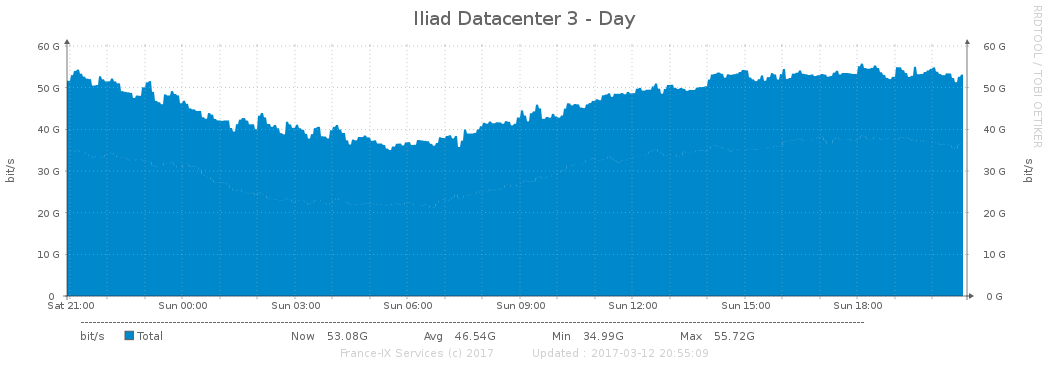 Iliad Datacenter 3 - Day
RRDTOOL / TOBI OETIKER
60 G 60 G
50 G 50 G
40 G 40 G
30 G 30 G
20 G 20 G
10 G 10 G
0 0 G
bit/s bit/s
Sat 21:00 Sun 00:00 Sun 03:00 Sun 06:00 Sun 09:00 Sun 12:00 Sun 15:00 Sun 18:00
bit/s Total Now 53.08G Avg 46.54G Min 34.99G Max 55.72G
France-IX Services (c) 2017 Updated : 2017-03-12 20:55:09